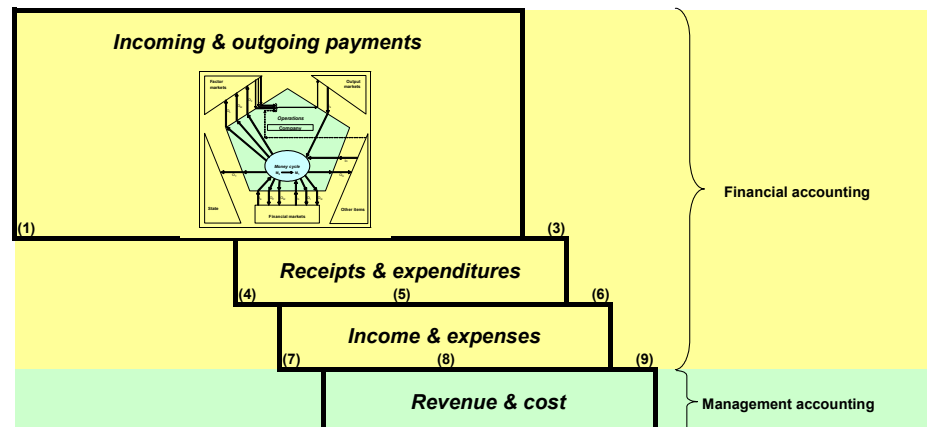 Incoming & outgoing payments
Factor
markets
Output
markets
Operations
Company
Money cycle
State
Financial markets
Other items
Financial accounting
(1)
(3)
Receipts & expenditures
(4)
(5)
(6)
Income & expenses
(7)
(8)
(9)
Revenue & cost
Management accounting